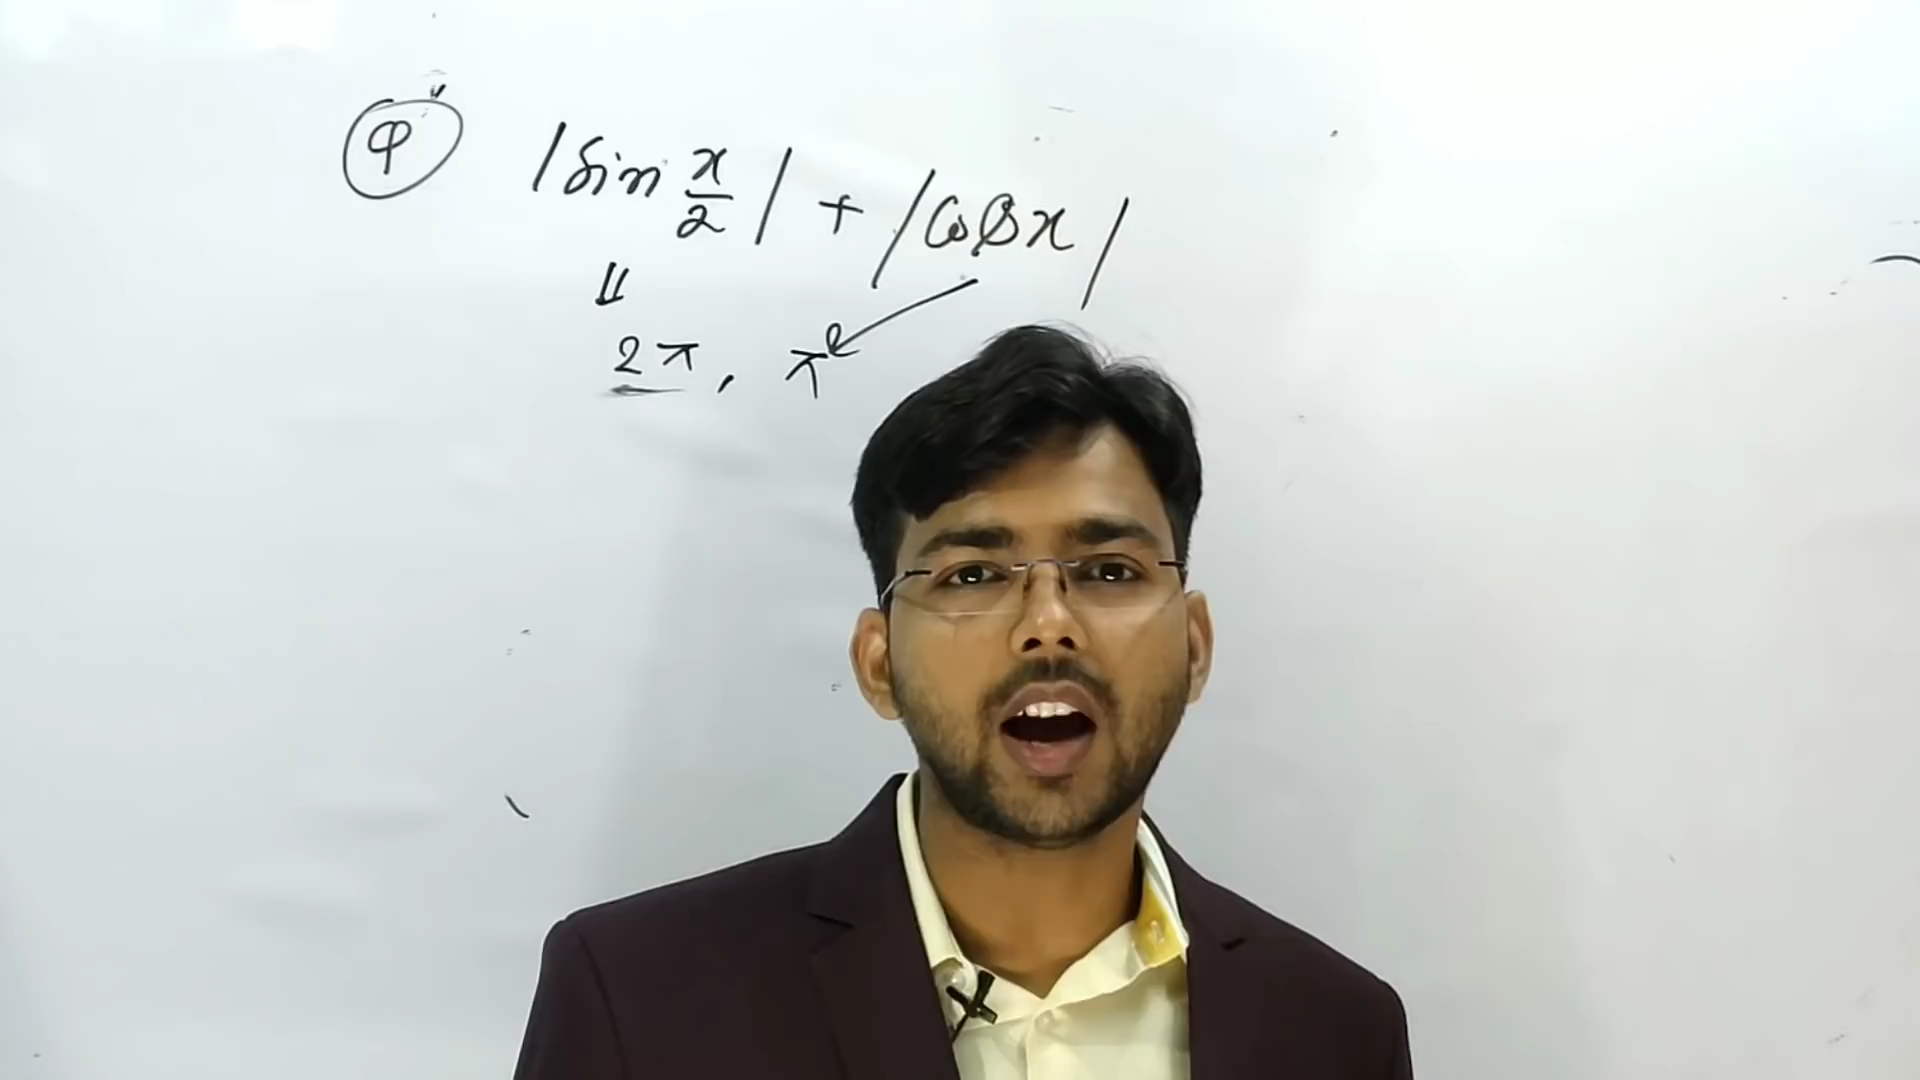 Q |sin x/2| + |cos x|
⇓
2π, π